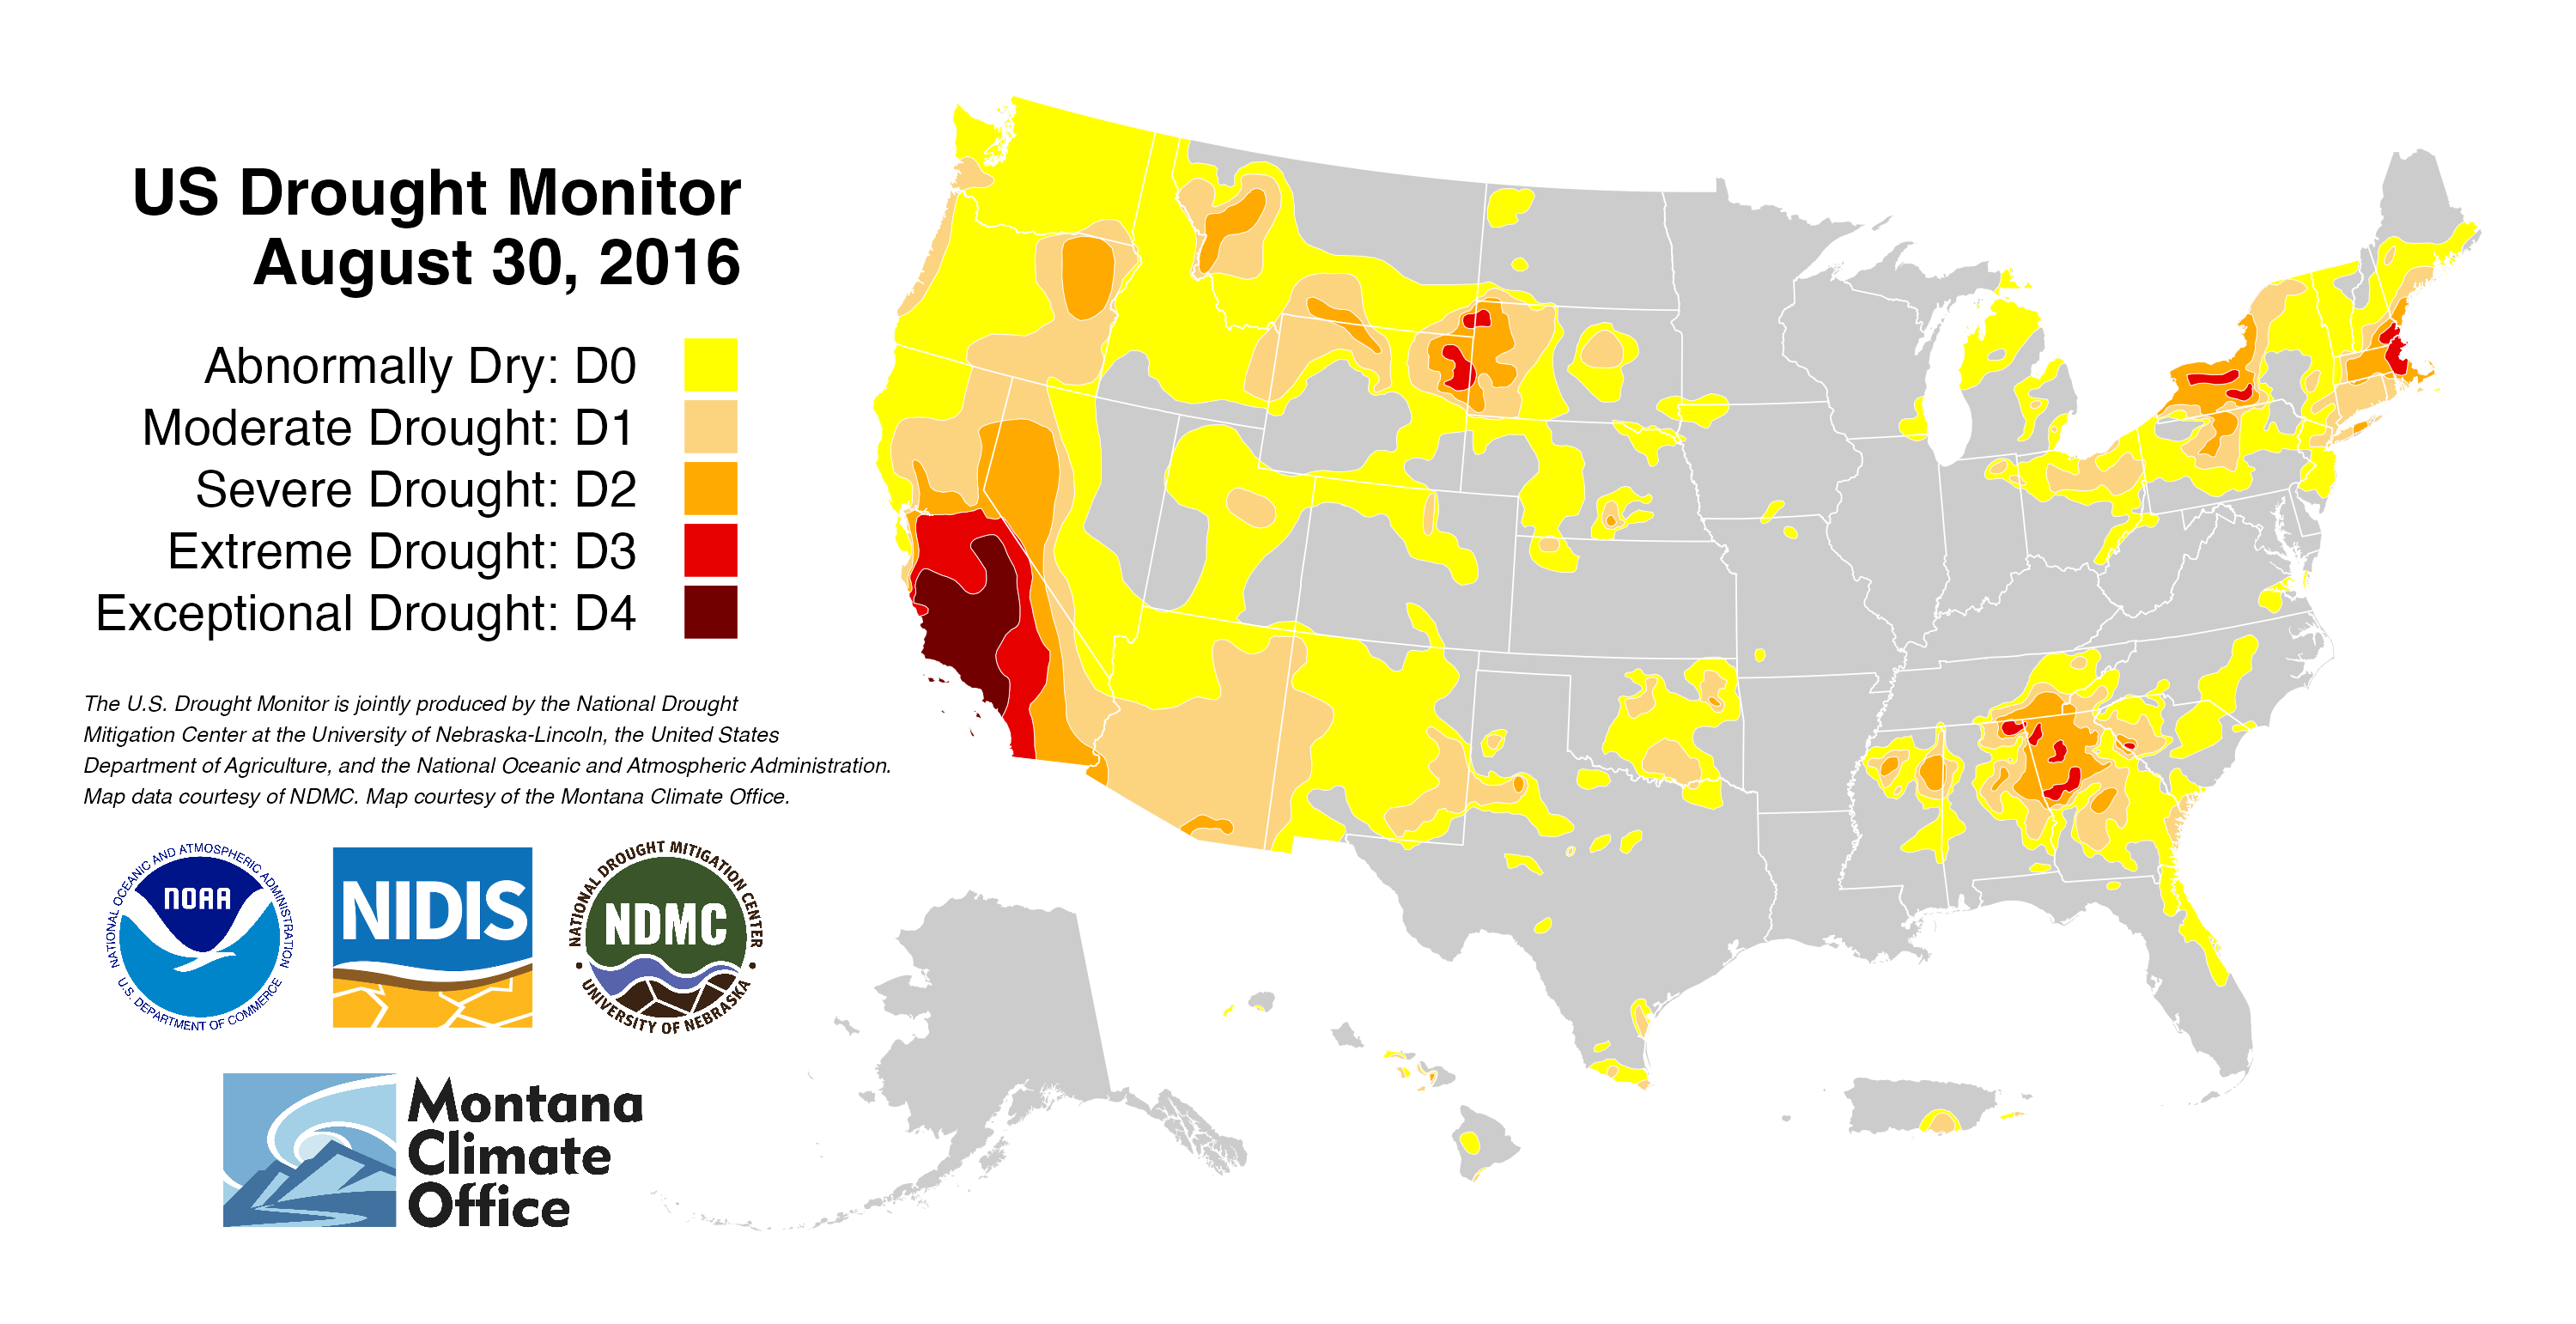 US Drought Monitor
August 30, 2016
Abnormally Dry: D0
Moderate Drought: D1
Severe Drought: D2
Extreme Drought: D3
Exceptional Drought: D4
The U.S. Drought Monitor is jointly produced by the National Drought
Mitigation Center at the University of Nebraska-Lincoln, the United States
Department of Agriculture, and the National Oceanic and Atmospheric Administration.
Map data courtesy of NDMC. Map courtesy of the Montana Climate Office.
NATIONAL OCEANIC AND ATMOSPHERIC ADMINISTRATION
NOAA
U.S. DEPARTMENT OF COMMERCE
NIDIS
NATIONAL DROUGHT MITIGATION CENTER
NDMC
UNIVERSITY OF NEBRASKA
Montana
Climate
Office